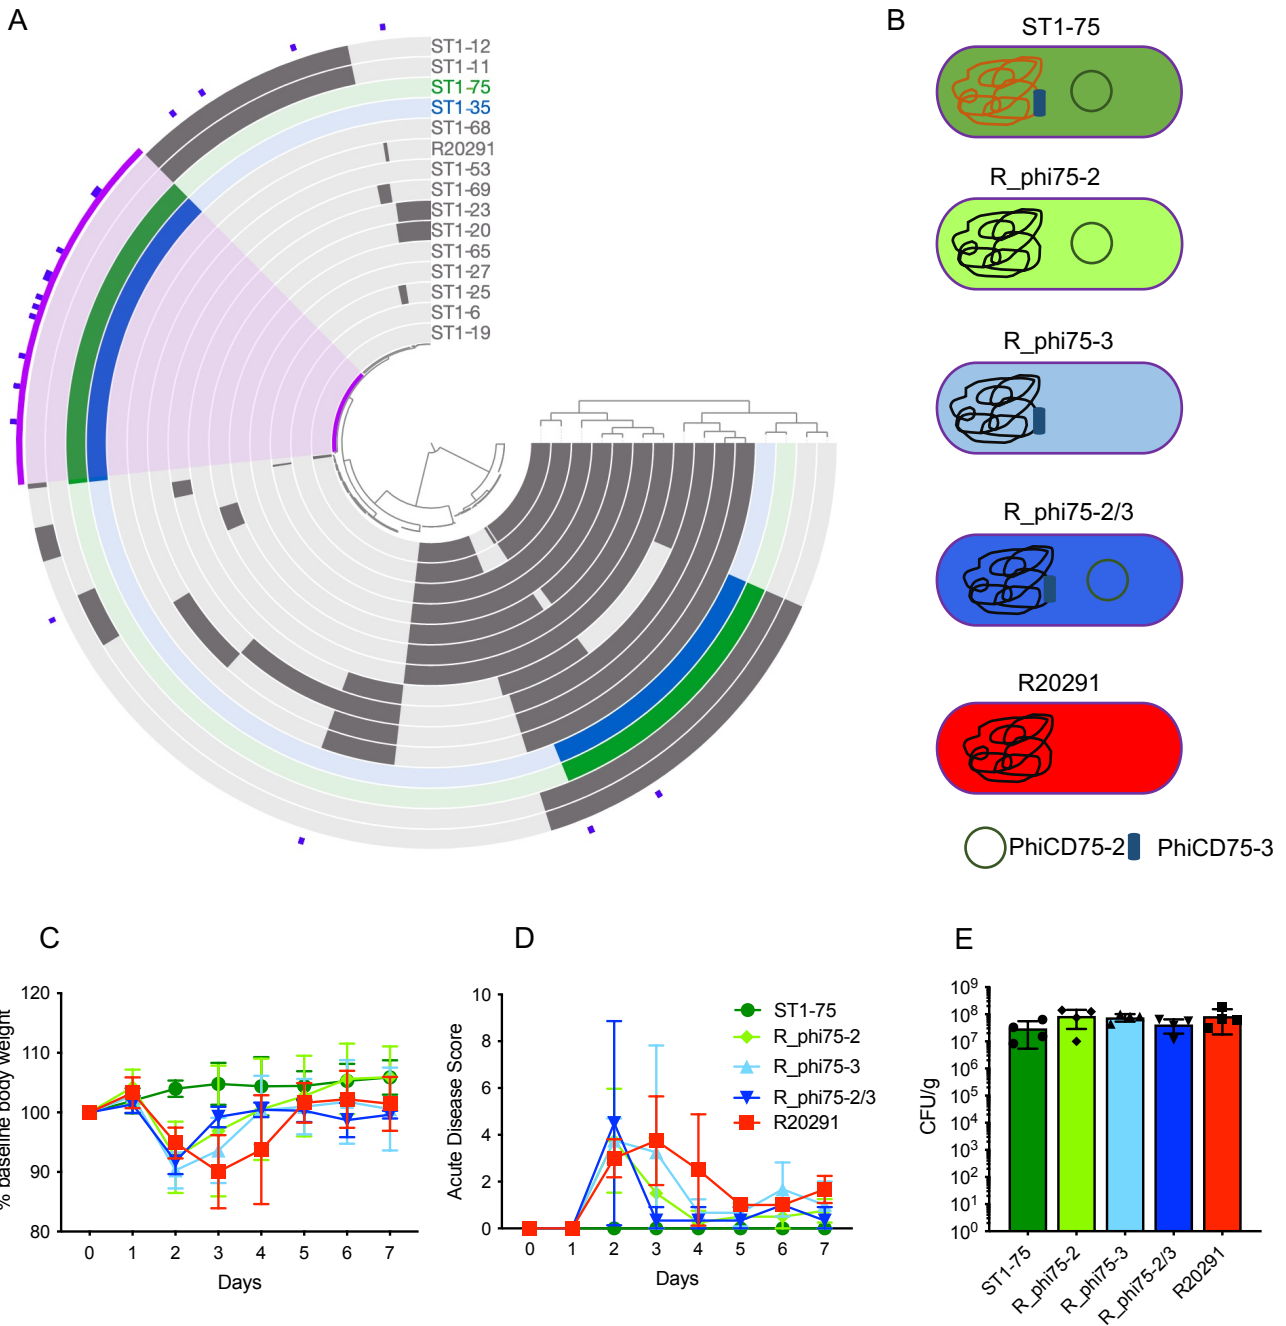 A
ST1-12
ST1-11
ST1-75
ST1-35
ST1-68
R20291
ST1-53
ST1-69
ST1-23
ST1-20
ST1-65
ST1-27
ST1-25
ST1-6
ST1-19
B
ST1-75
R_phi75-2
R_phi75-3
R_phi75-2/3
R20291
PhiCD75-2 PhiCD75-3
C
% baseline body weight
120
110
100
90
80
0 1 2 3 4 5 6 7
Days
D
Acute Disease Score
10
8
6
4
2
0
0 1 2 3 4 5 6 7
Days
ST1-75
R_phi75-2
R_phi75-3
R_phi75-2/3
R20291
E
CFU/g
10⁹
10⁸
10⁷
10⁶
10⁵
10⁴
10³
10²
10¹
10⁰
ST1-75
R_phi75-2
R_phi75-3
R_phi75-2/3
R20291